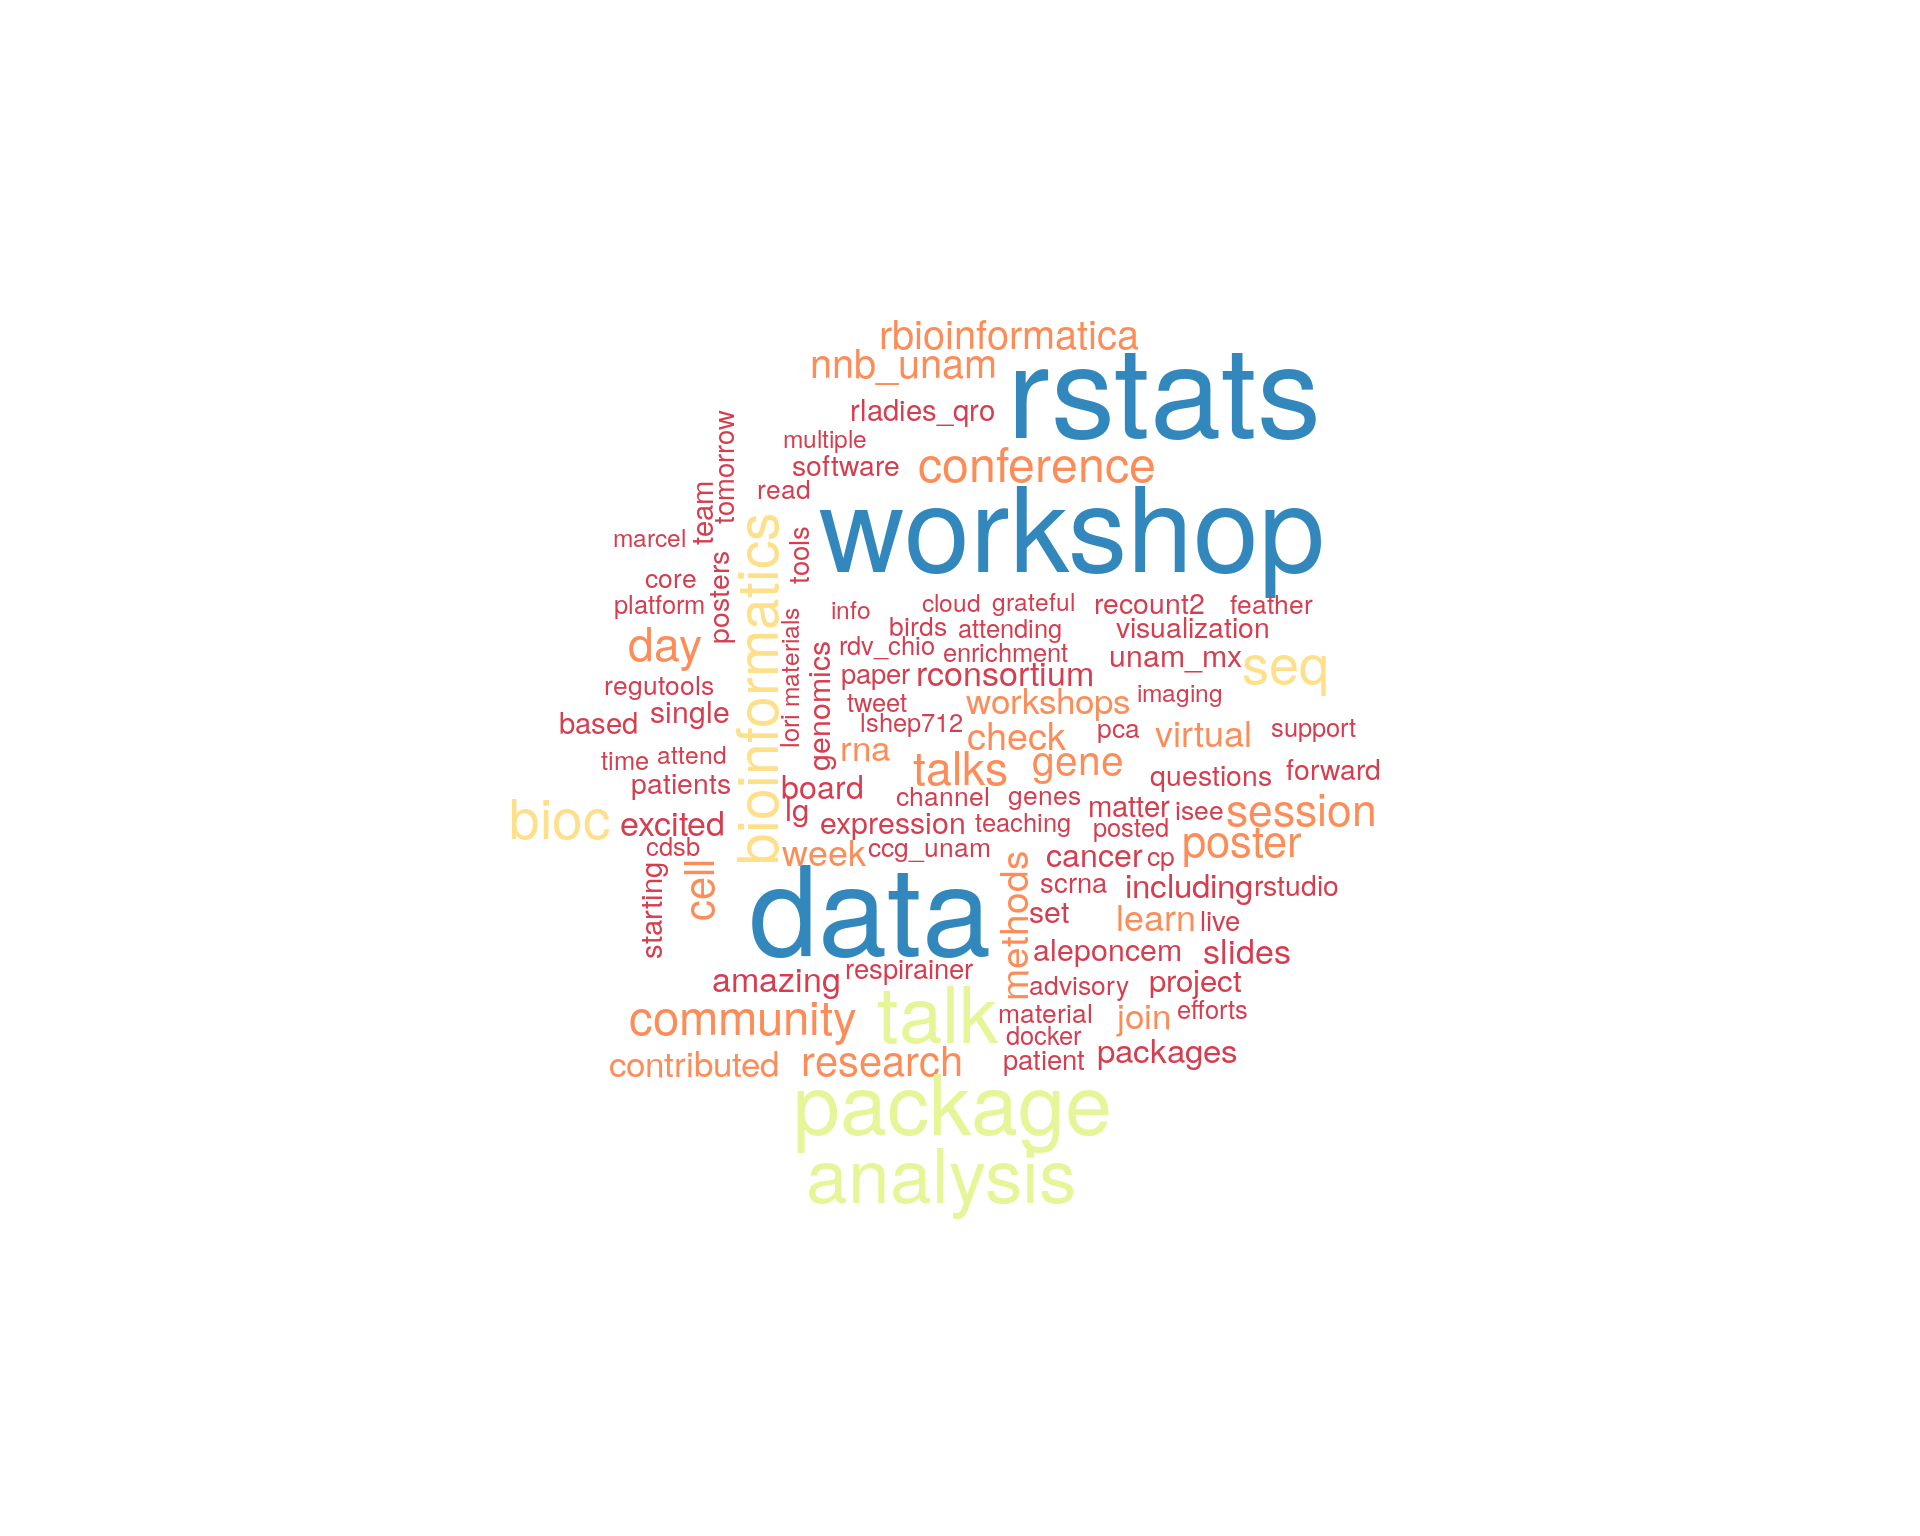 rbioinformatica
nnb_unam
rstats
rladies_qro
multiple
conference
software
tomorrow
team
read
workshop
marcel
bioinformatics
tools
posters
core
platform
info
cloud
grateful
recount2
feather
birds
attending
visualization
day
lori
materials
genomics
rdv_chio
enrichment
unam_mx
seq
paper
rconsortium
regutools
tweet
workshops
imaging
based
single
lshep712
check
pca
virtual
support
time
attend
rna
talks
gene
questions
forward
patients
board
channel
genes
matter
isee
session
bioc
excited
lg
expression
teaching
posted
poster
cdsb
week
ccg_unam
cancer
cp
starting
cell
data
methods
scrna
including
rstudio
set
learn
live
aleponcem
slides
amazing
respirainer
advisory
project
community
talk
material
join
efforts
docker
contributed
research
patient
packages
package
analysis